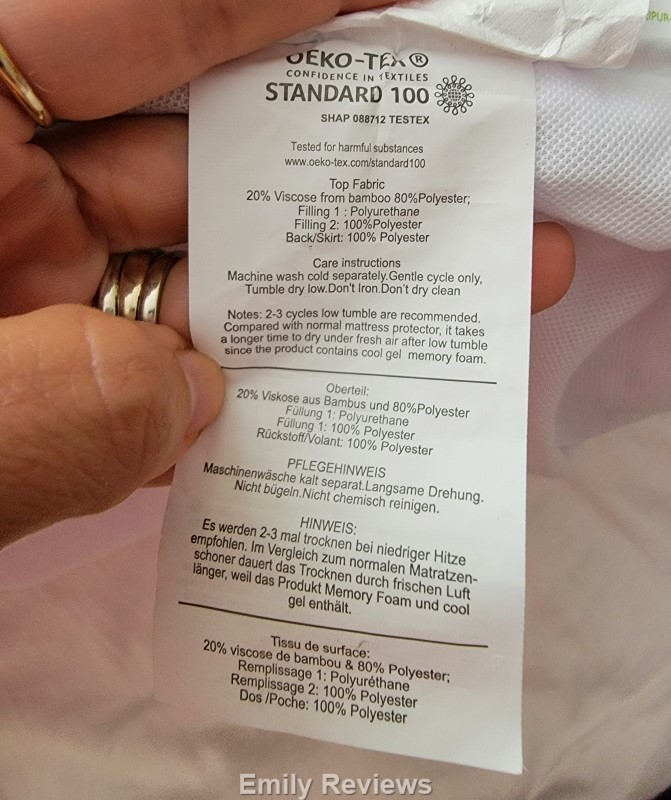 OEKO-TEX®
CONFIDENCE IN TEXTILES
STANDARD 100
SHAP 088712 TESTEX
Tested for harmful substances
www.oeko-tex.com/standard100
Top Fabric
20% Viscose from bamboo 80%Polyester;
Filling 1 : Polyurethane
Filling 2: 100%Polyester
Back/Skirt: 100% Polyester
Care instructions
Machine wash cold separately.Gentle cycle only,
Tumble dry low.Don't Iron.Don't dry clean
Notes: 2-3 cycles low tumble are recommended.
Compared with normal mattress protector, it takes
a longer time to dry under fresh air after low tumble
since the product contains cool gel memory foam.
Oberteil:
20% Viskose aus Bambus und 80%Polyester
Füllung 1: Polyurethane
Füllung 1: 100% Polyester
Rückstoff/Volant: 100% Polyester
PFLEGEHINWEIS
Maschinenwäsche kalt separat.Langsame Drehung.
Nicht bügeln.Nicht chemisch reinigen.
HINWEIS:
Es werden 2-3 mal trocknen bei niedriger Hitze
empfohlen. Im Vergleich zum normalen Matratzen-
schoner dauert das Trocknen durch frischen Luft
länger, weil das Produkt Memory Foam und cool
gel enthält.
Tissu de surface:
20% viscose de bambou & 80% Polyester;
Remplissage 1: Polyuréthane
Remplissage 2: 100% Polyester
Dos /Poche: 100% Polyester
Emily Reviews